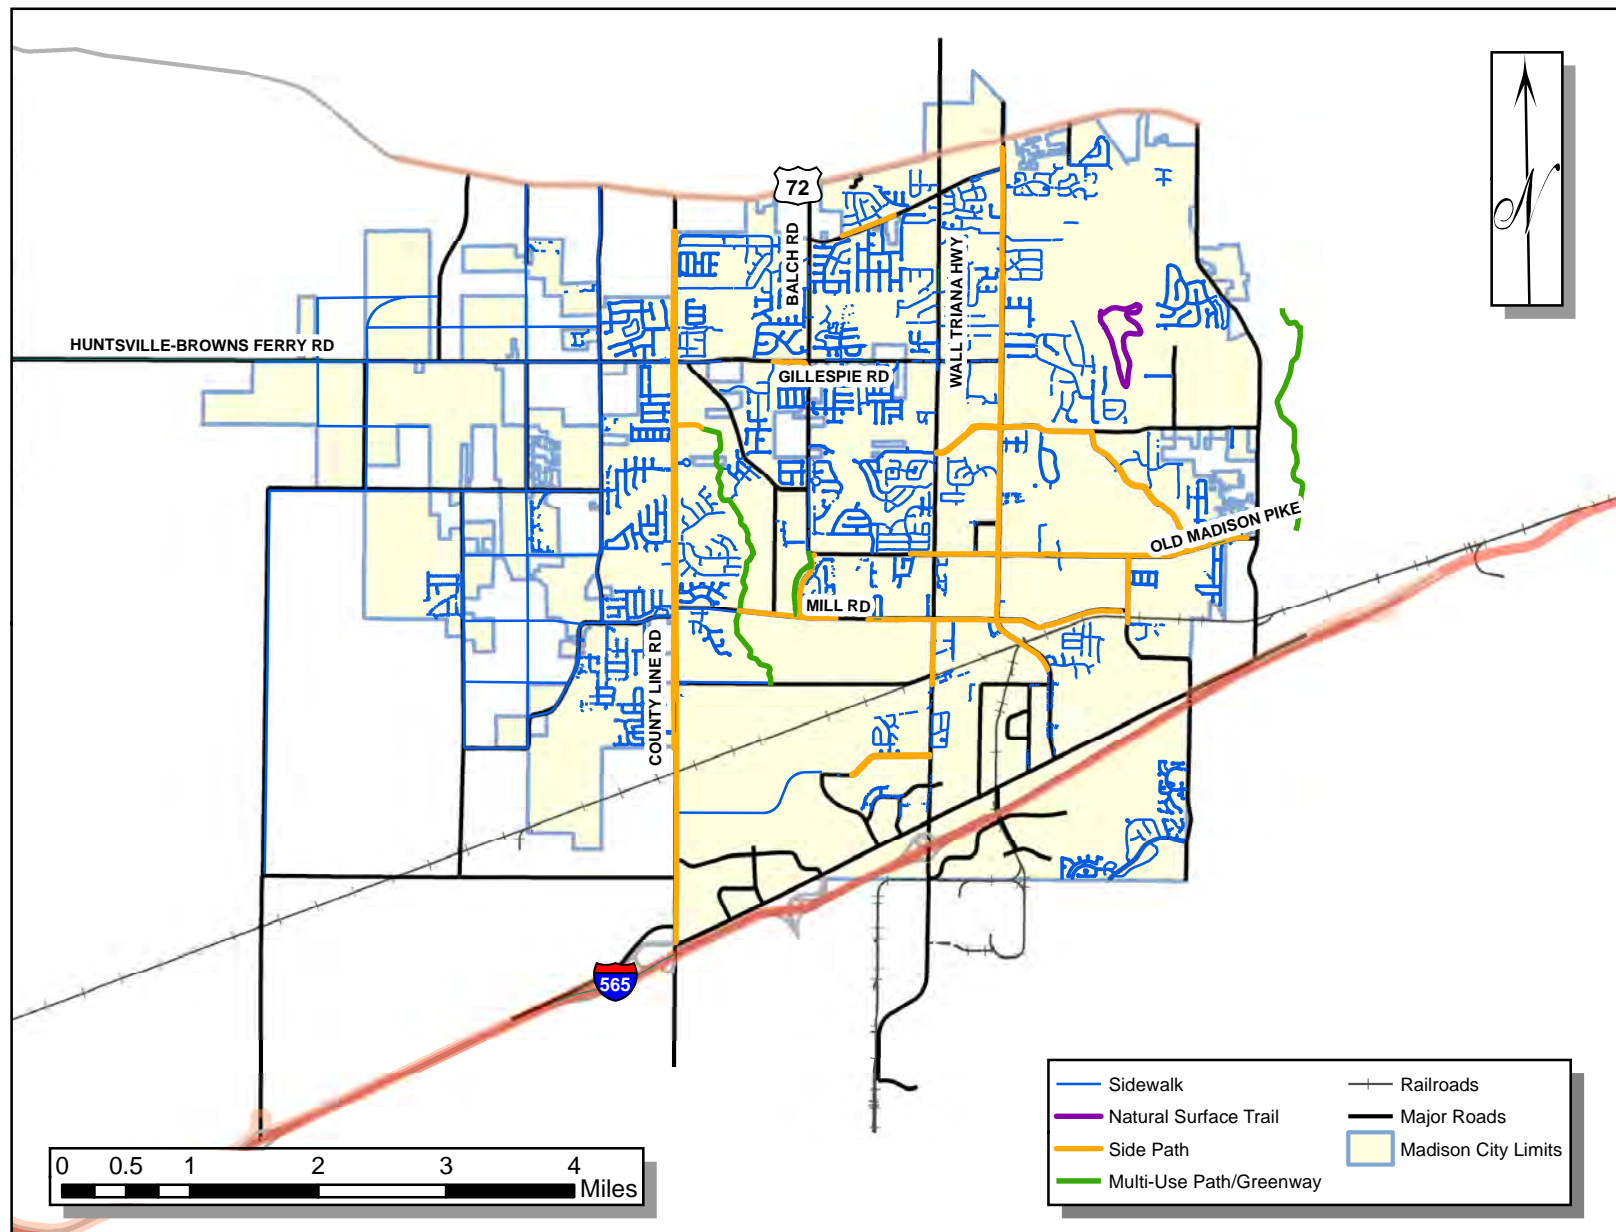 N
72
BALCH RD
WALL TRIANA HWY
HUNTSVILLE-BROWNS FERRY RD
GILLESPIE RD
OLD MADISON PIKE
MILL RD
COUNTY LINE RD
565
Sidewalk
Natural Surface Trail
Side Path
Multi-Use Path/Greenway
Railroads
Major Roads
Madison City Limits
0 0.5 1 2 3 4
Miles